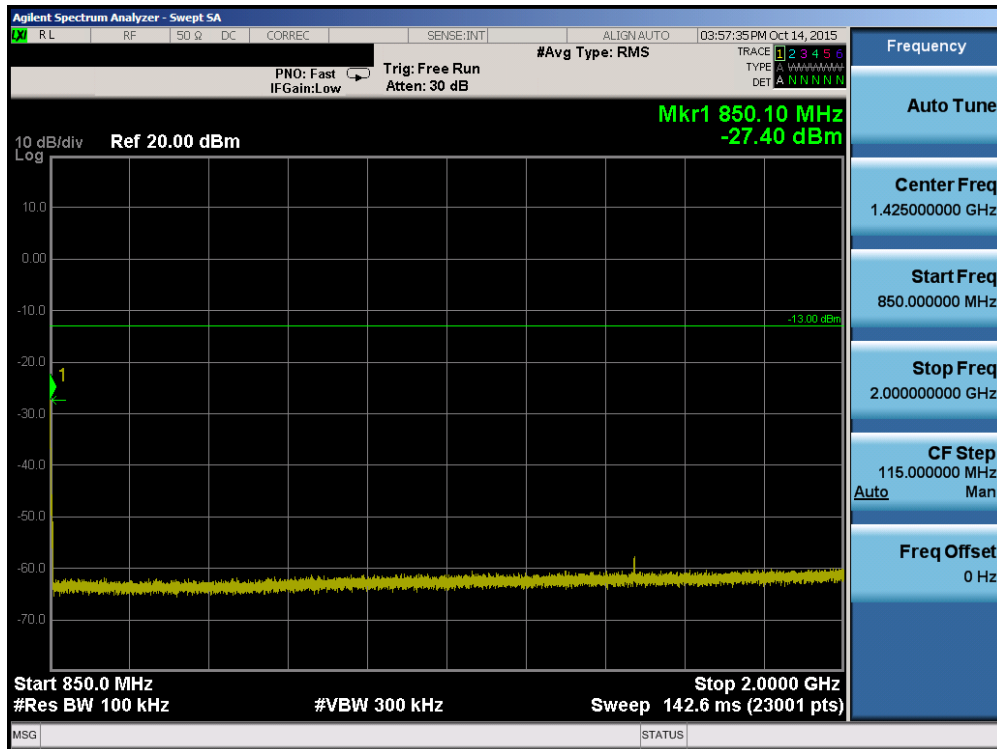 Agilent Spectrum Analyzer - Swept SA
LXI RL RF 50 Ω DC CORREC SENSE:INT ALIGN AUTO 03:57:35 PM Oct 14, 2015
#Avg Type: RMS TRACE 1 2 3 4 5 6
PNO: Fast Trig: Free Run TYPE A WWWWW
IFGain:Low Atten: 30 dB DET A N N N N N
Mkr1 850.10 MHz
-27.40 dBm
10 dB/div Ref 20.00 dBm
Log
10.0
0.00
-10.0
-13.00 dBm
-20.0
1
-30.0
-40.0
-50.0
-60.0
-70.0
Start 850.0 MHz Stop 2.0000 GHz
#Res BW 100 kHz #VBW 300 kHz Sweep 142.6 ms (23001 pts)
MSG STATUS
Frequency
Auto Tune
Center Freq
1.425000000 GHz
Start Freq
850.000000 MHz
Stop Freq
2.000000000 GHz
CF Step
115.000000 MHz
Auto Man
Freq Offset
0 Hz